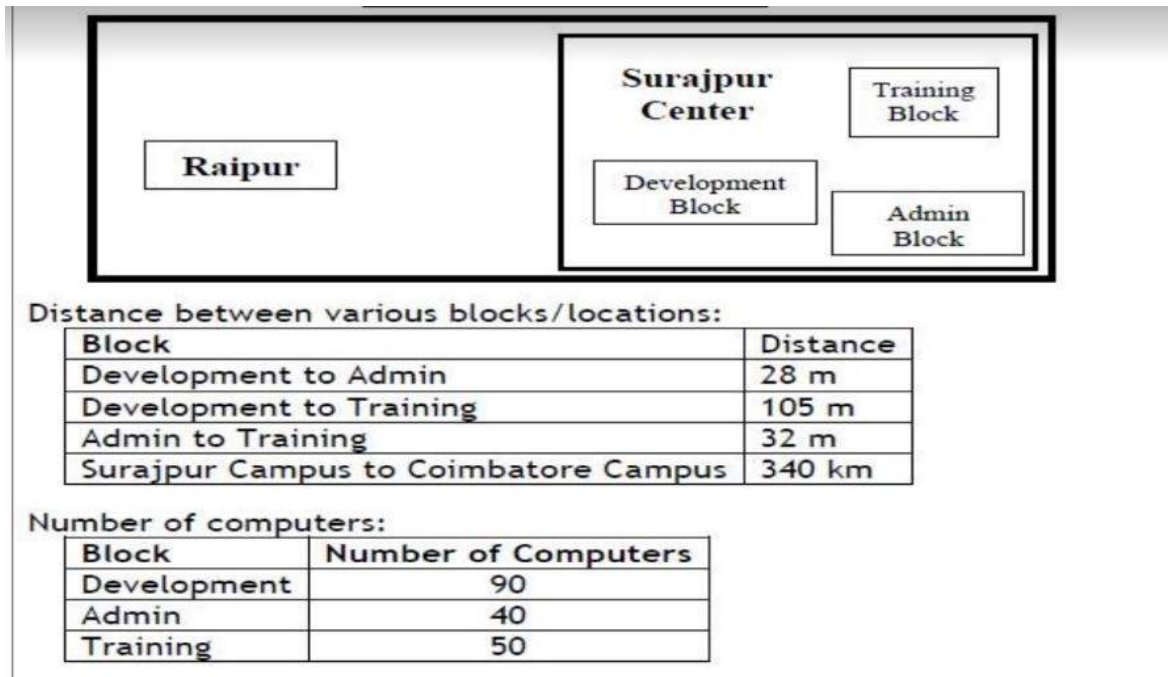 Surajpur
Center
Training
Block
Raipur
Development
Block
Admin
Block
Distance between various blocks/locations:
Block Distance
Development to Admin 28 m
Development to Training 105 m
Admin to Training 32 m
Surajpur Campus to Coimbatore Campus 340 km
Number of computers:
Block Number of Computers
Development 90
Admin 40
Training 50